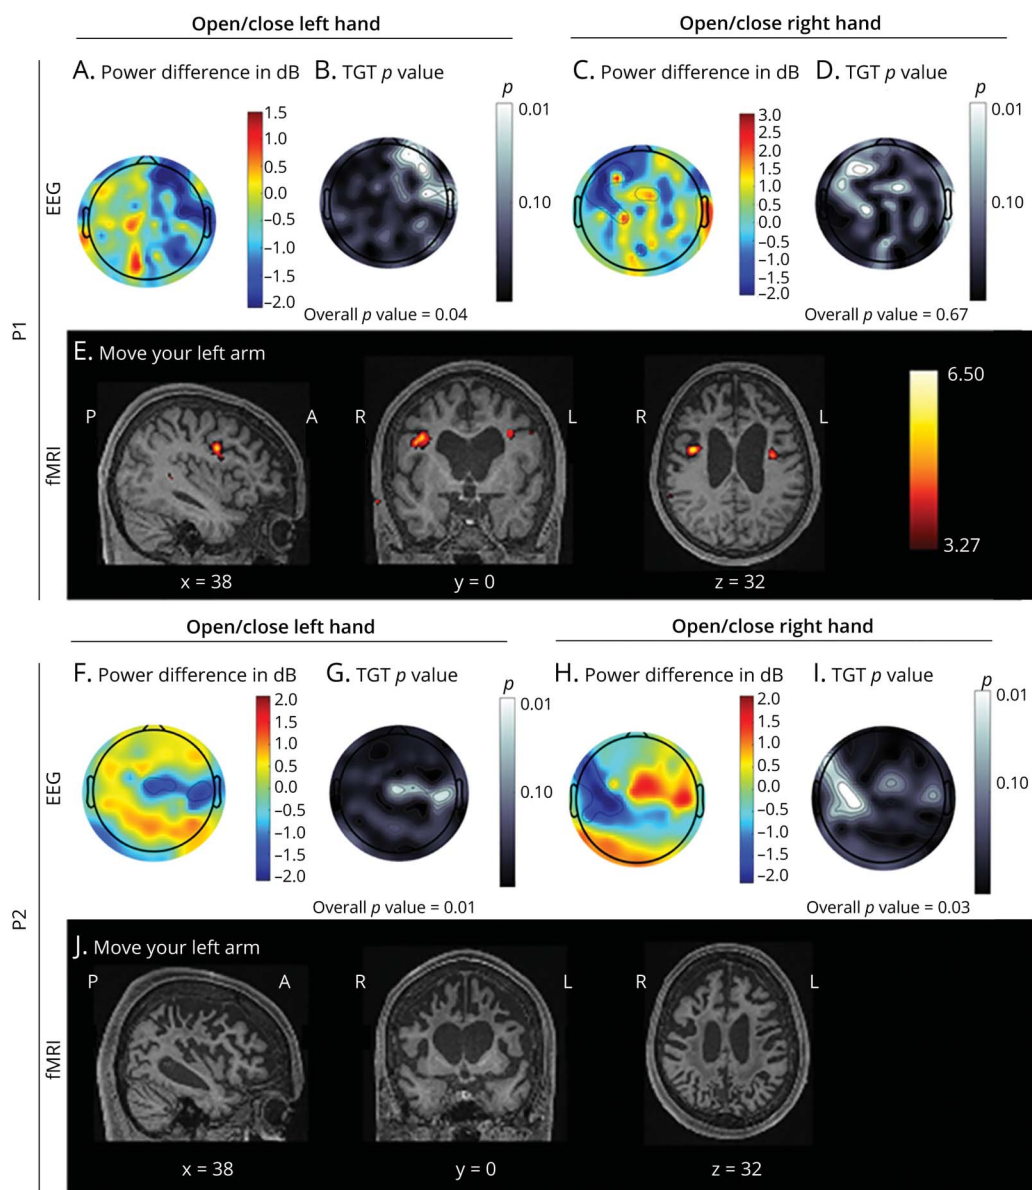 Open/close left hand
Open/close right hand
A. Power difference in dB
B. TGT p value
C. Power difference in dB
D. TGT p value
P1
EEG
1.5
1.0
0.5
0.0
−0.5
−1.0
−1.5
−2.0
p
0.01
0.10
Overall p value = 0.04
3.0
2.5
2.0
1.5
1.0
0.5
0.0
−0.5
−1.0
−1.5
−2.0
p
0.01
0.10
Overall p value = 0.67
fMRI
E. Move your left arm
P
A
R
L
R
L
6.50
3.27
x = 38
y = 0
z = 32
Open/close left hand
Open/close right hand
F. Power difference in dB
G. TGT p value
H. Power difference in dB
I. TGT p value
P2
EEG
2.0
1.5
1.0
0.5
0.0
−0.5
−1.0
−1.5
−2.0
p
0.01
0.10
Overall p value = 0.01
2.0
1.5
1.0
0.5
0.0
−0.5
−1.0
−1.5
−2.0
p
0.01
0.10
Overall p value = 0.03
fMRI
J. Move your left arm
P
A
R
L
R
L
x = 38
y = 0
z = 32